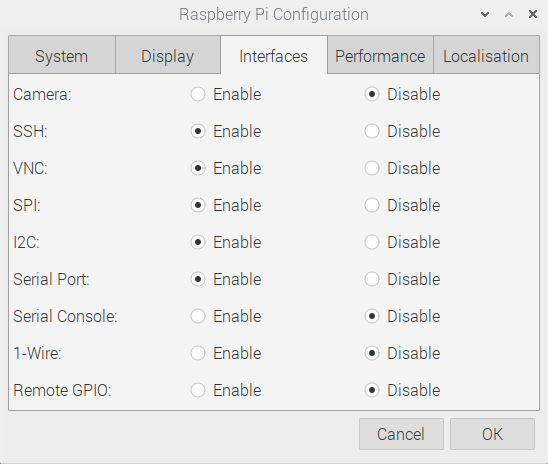 Raspberry Pi Configuration
System Display Interfaces Performance Localisation
Camera: Enable Disable
SSH: Enable Disable
VNC: Enable Disable
SPI: Enable Disable
I2C: Enable Disable
Serial Port: Enable Disable
Serial Console: Enable Disable
1-Wire: Enable Disable
Remote GPIO: Enable Disable
Cancel OK